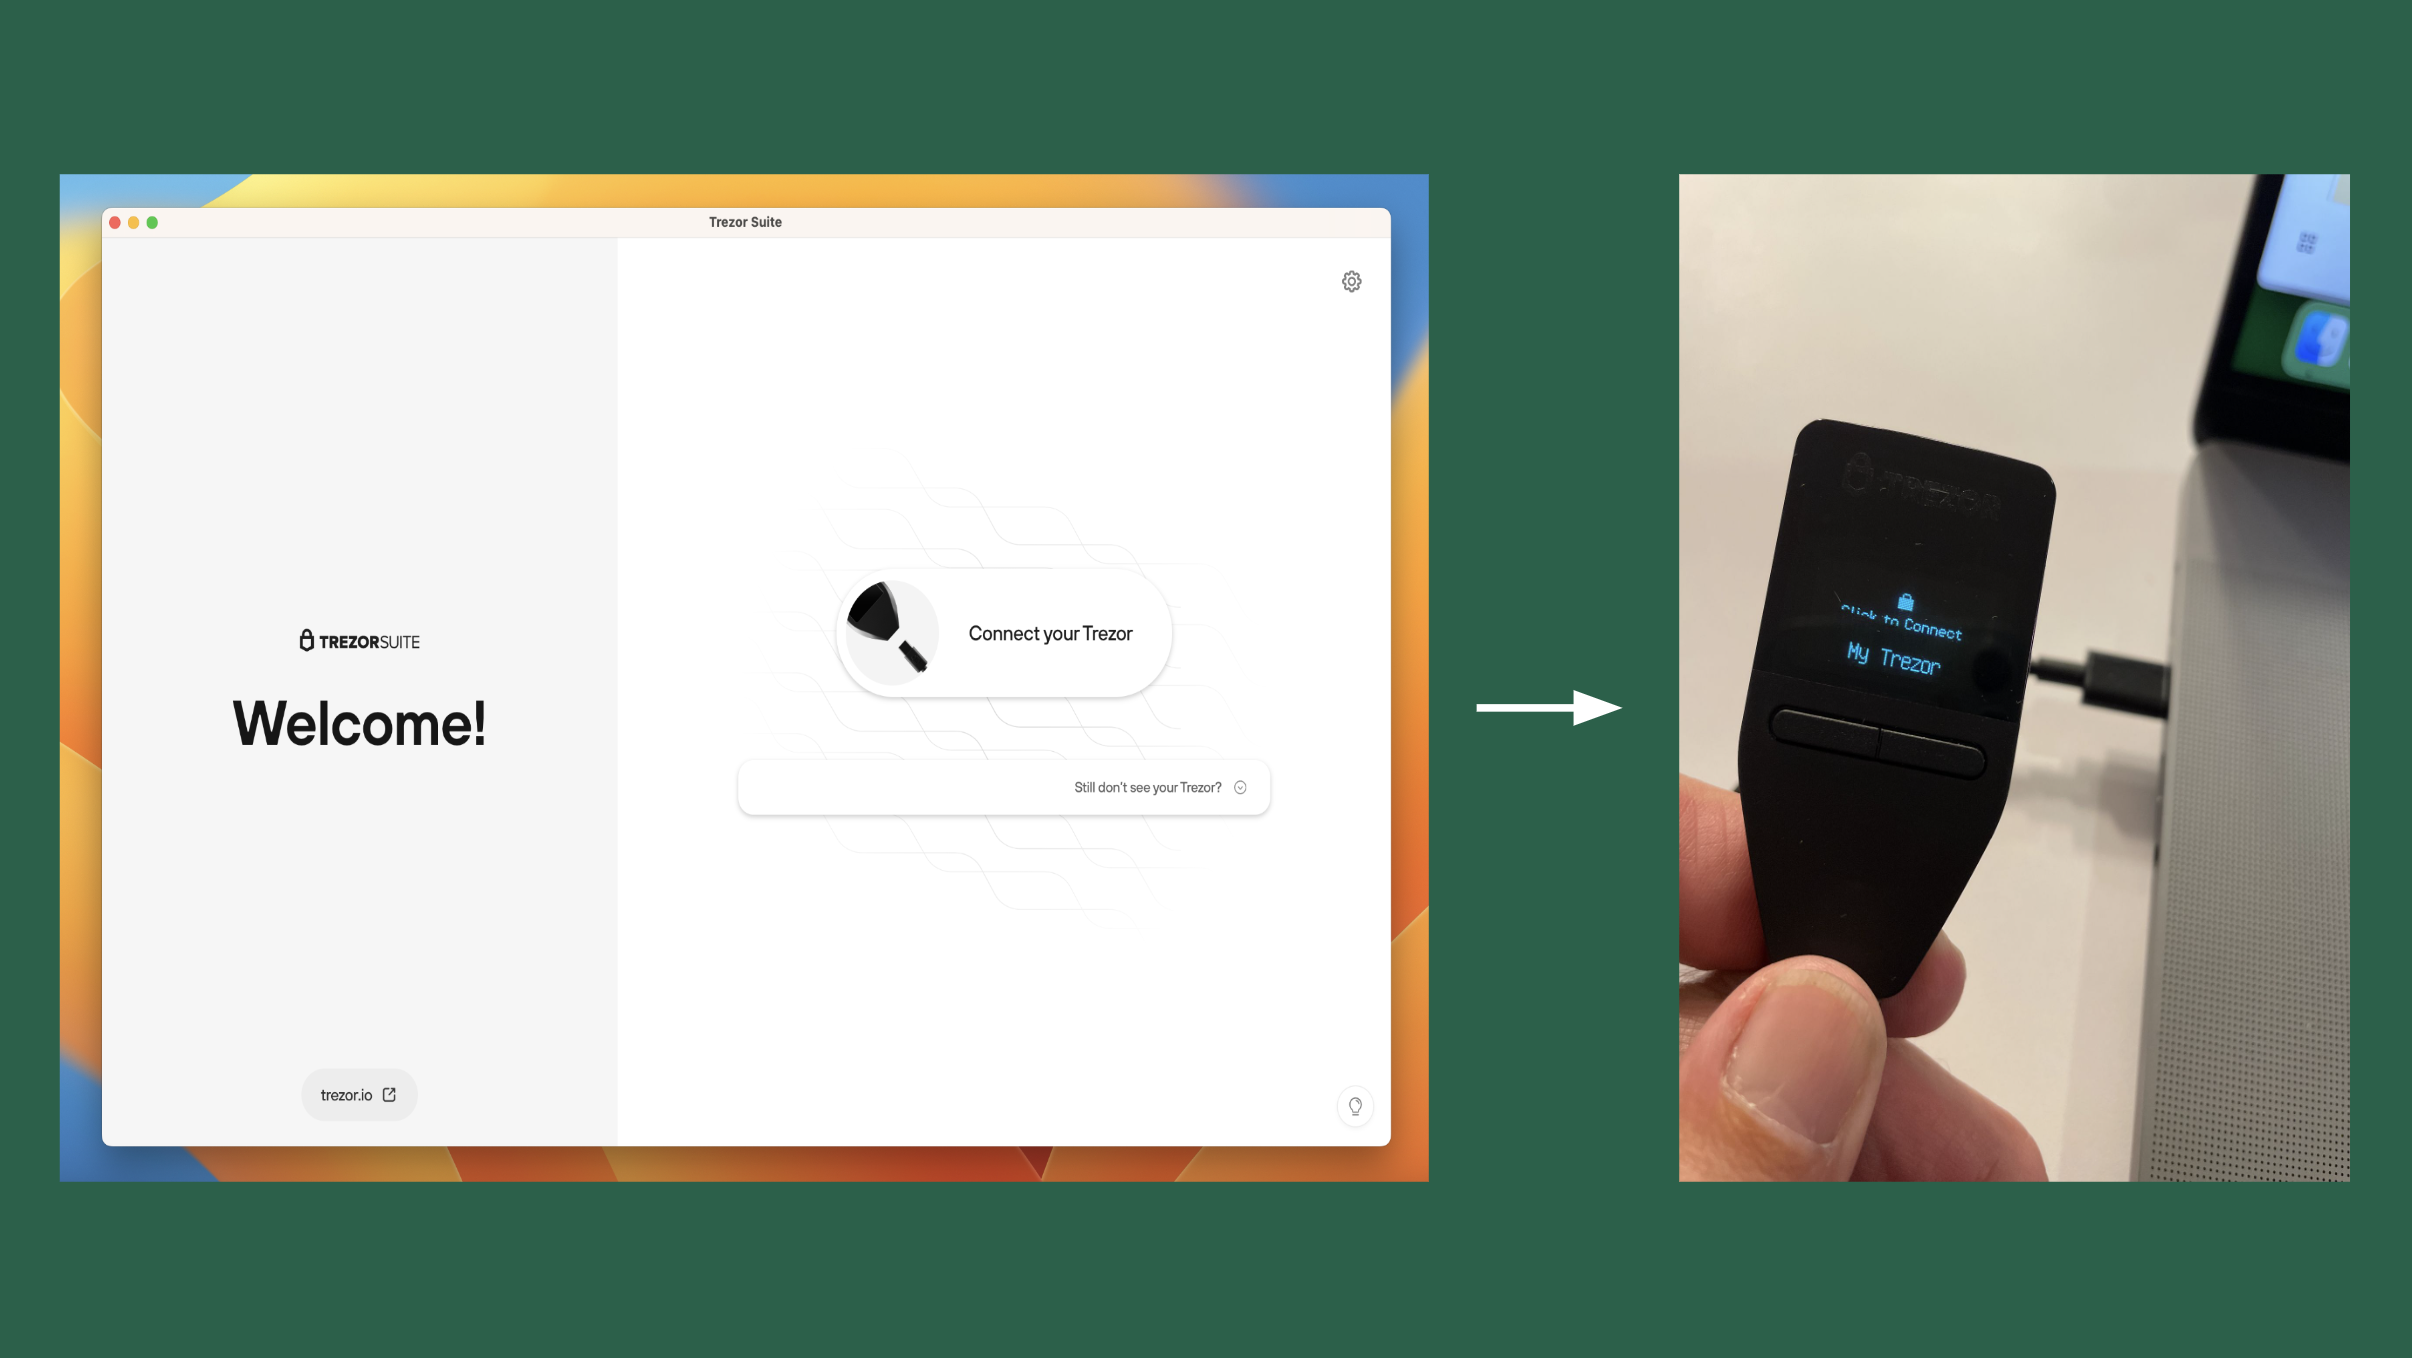 Trezor Suite
TREZORSUITE
Welcome!
trezor.io
Connect your Trezor
Still don't see your Trezor?
TREZOR
Click to Connect
My Trezor